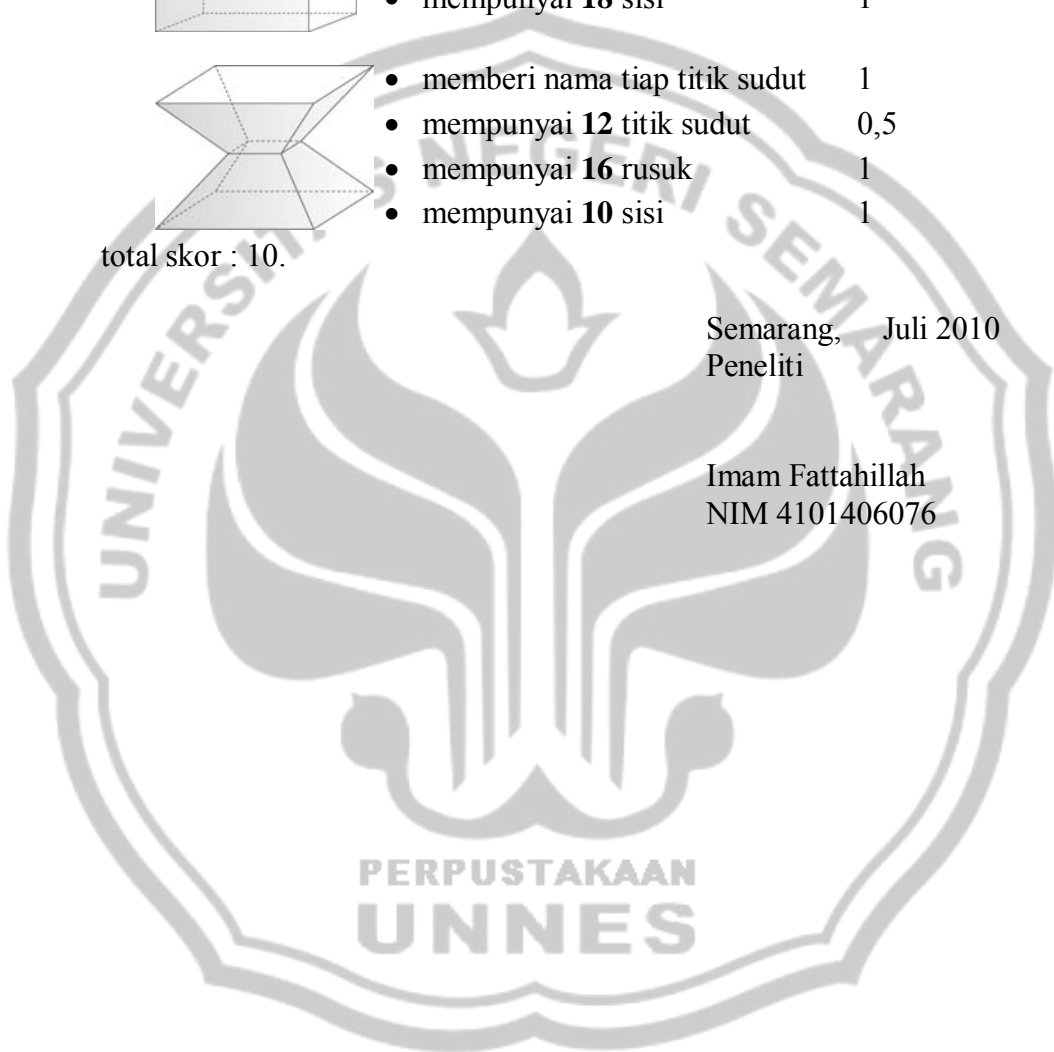 • mempunyai 18 sisi 1
• memberi nama tiap titik sudut 1
• mempunyai 12 titik sudut 0,5
• mempunyai 16 rusuk 1
• mempunyai 10 sisi 1
total skor : 10.
Semarang, Juli 2010
Peneliti
Imam Fattahillah
NIM 4101406076
UNIVERSITAS NEGERI SEMARANG
PERPUSTAKAAN
UNNES